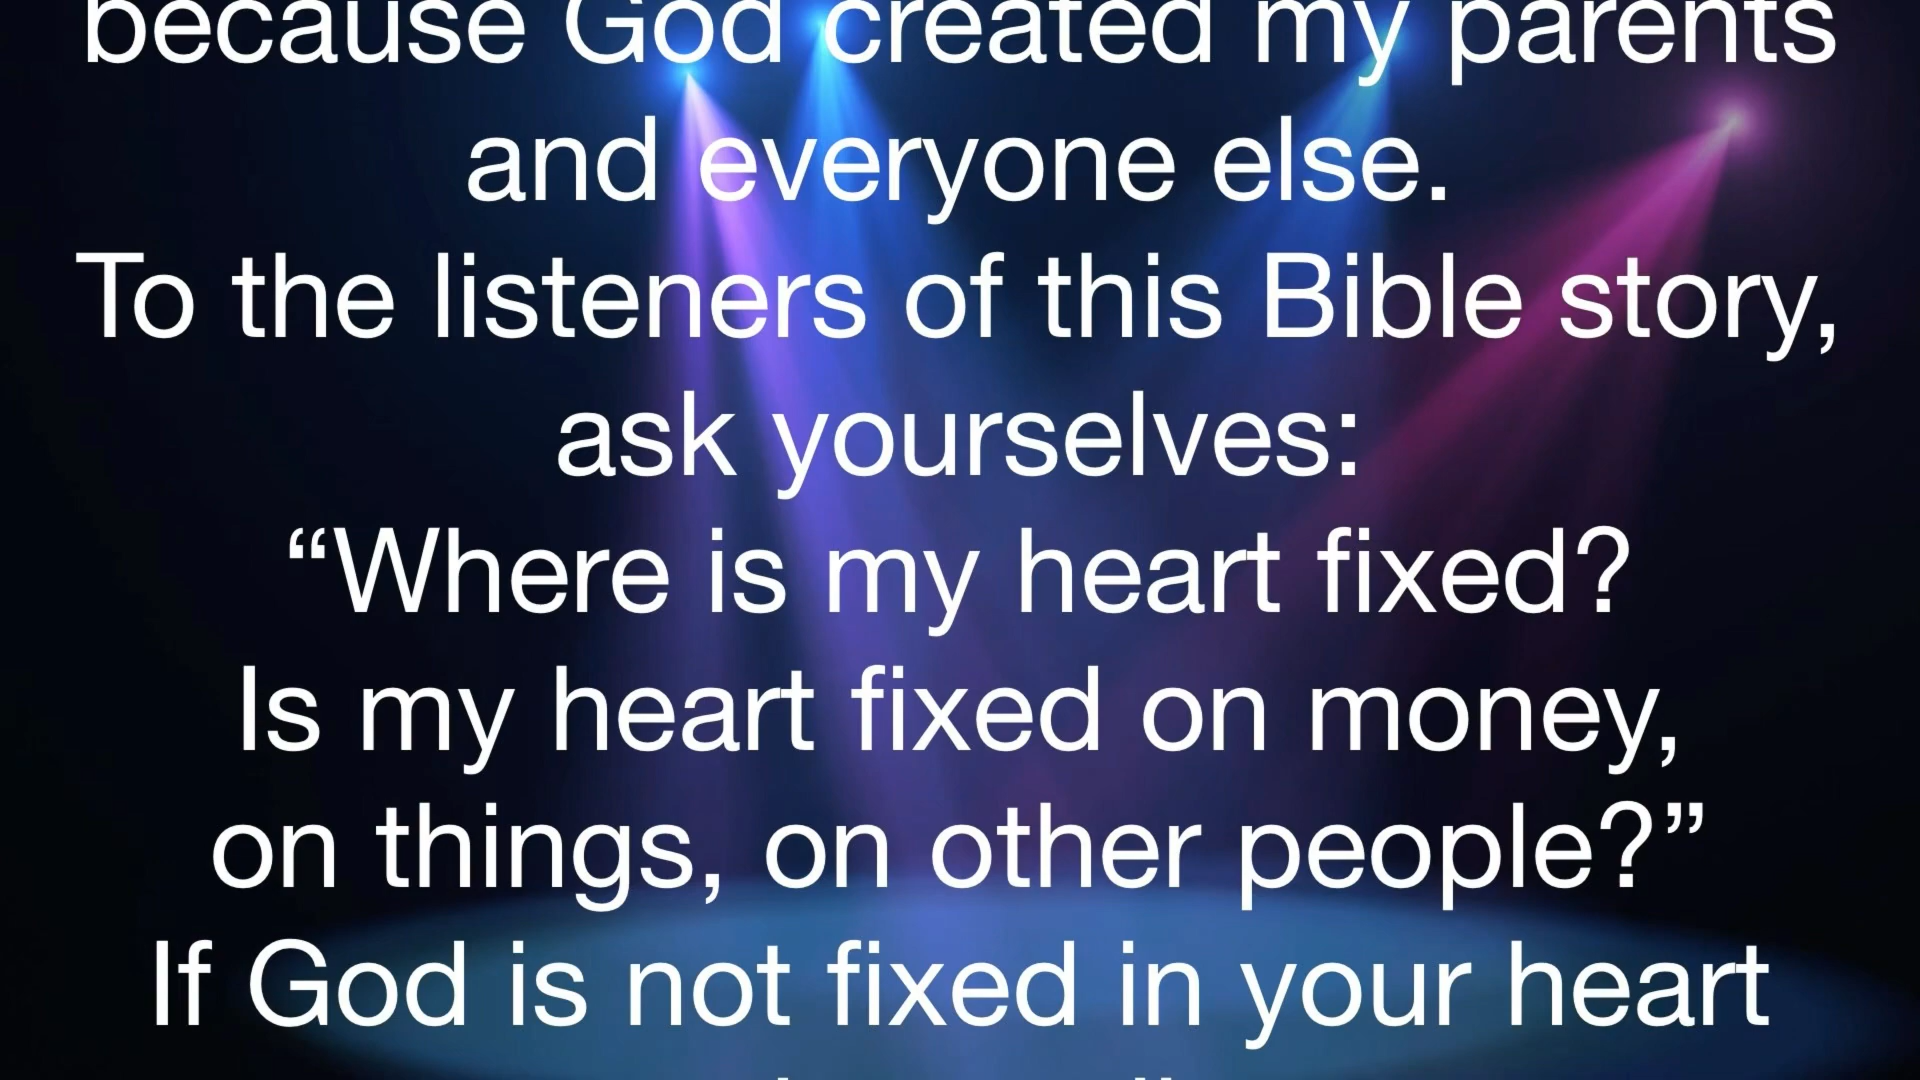 because God created my parents
and everyone else.
To the listeners of this Bible story,
ask yourselves:
“Where is my heart fixed?
Is my heart fixed on money,
on things, on other people?”
If God is not fixed in your heart